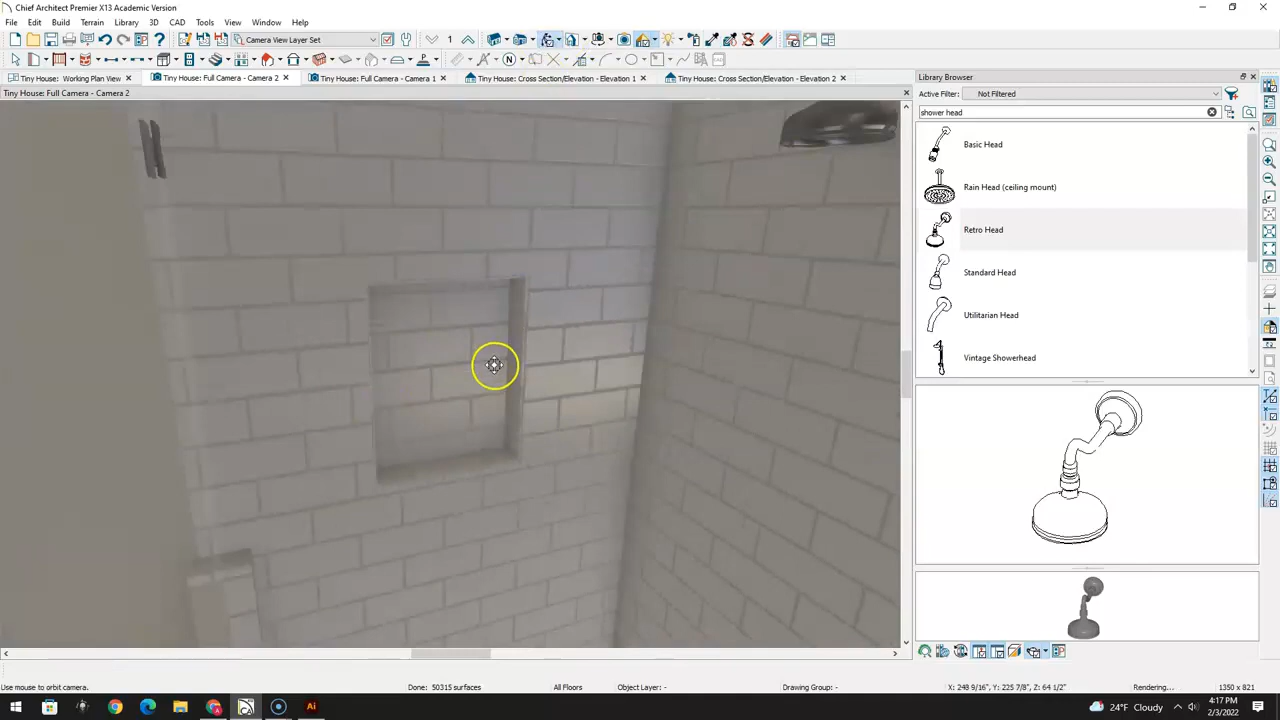 Chief Architect Premier X13 Academic Version
File Edit Build Terrain Library 3D CAD Tools View Window Help
Camera View Layer Set
1
N
Tiny House: Working Plan View
Tiny House: Full Camera - Camera 2
Tiny House: Full Camera - Camera 1
Tiny House: Cross Section/Elevation - Elevation 1
Tiny House: Cross Section/Elevation - Elevation 2
Tiny House: Full Camera - Camera 2
Library Browser
Active Filter: Not Filtered
shower head
Basic Head
Rain Head (ceiling mount)
Retro Head
Standard Head
Utilitarian Head
Vintage Showerhead
Use mouse to orbit camera.
Done: 50315 surfaces
All Floors
Object Layer: -
Drawing Group: -
X: 248 9/16", Y: 225 7/8", Z: 64 1/2"
Rendering...
1350 x 821
Ai
24°F Cloudy
4:17 PM
2/3/2022